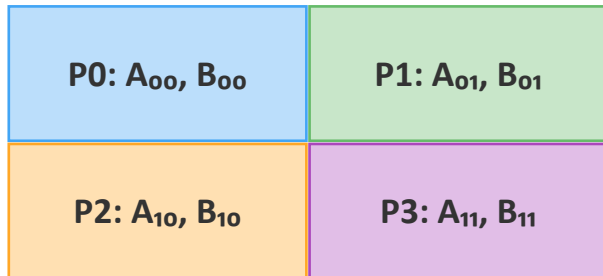 P0: A₀₀, B₀₀
P1: A₀₁, B₀₁
P2: A₁₀, B₁₀
P3: A₁₁, B₁₁